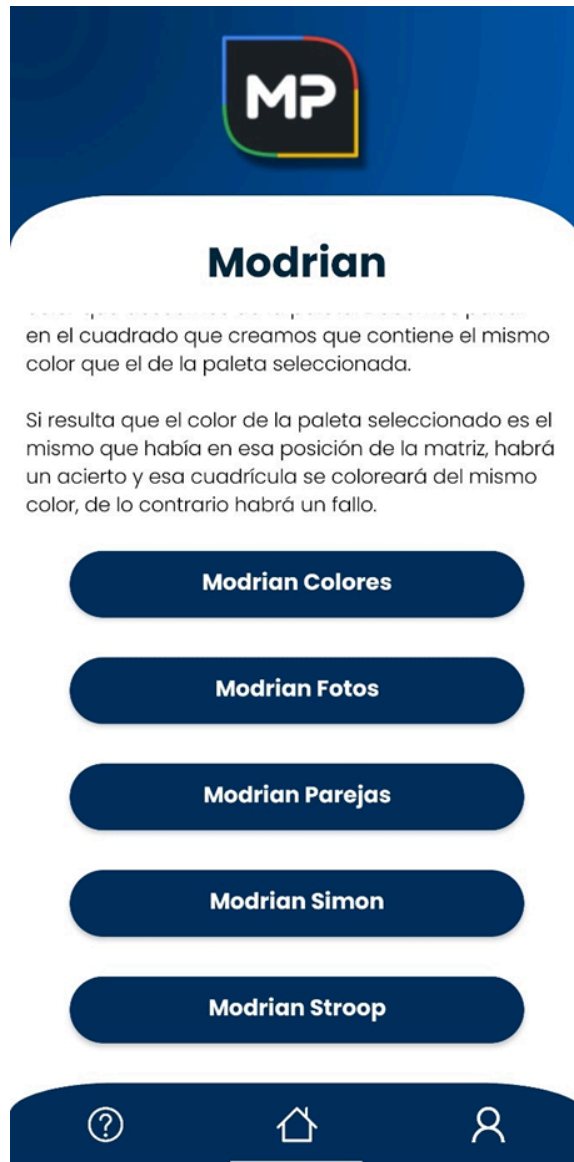 MP
Modrian
en el cuadrado que creamos que contiene el mismo
color que el de la paleta seleccionada.
Si resulta que el color de la paleta seleccionado es el
mismo que había en esa posición de la matriz, habrá
un acierto y esa cuadrícula se coloreará del mismo
color, de lo contrario habrá un fallo.
Modrian Colores
Modrian Fotos
Modrian Parejas
Modrian Simon
Modrian Stroop